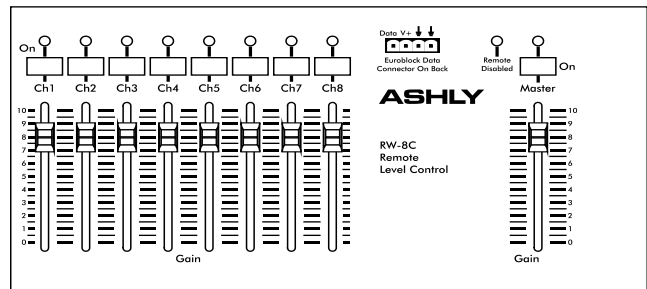 Data V+
On
Euroblock Data
Connector On Back
Remote
Disabled
On
Ch1 Ch2 Ch3 Ch4 Ch5 Ch6 Ch7 Ch8
Master
ASHLY
10
9
8
7
6
5
4
3
2
1
0
RW-8C
Remote
Level Control
10
9
8
7
6
5
4
3
2
1
0
Gain
Gain